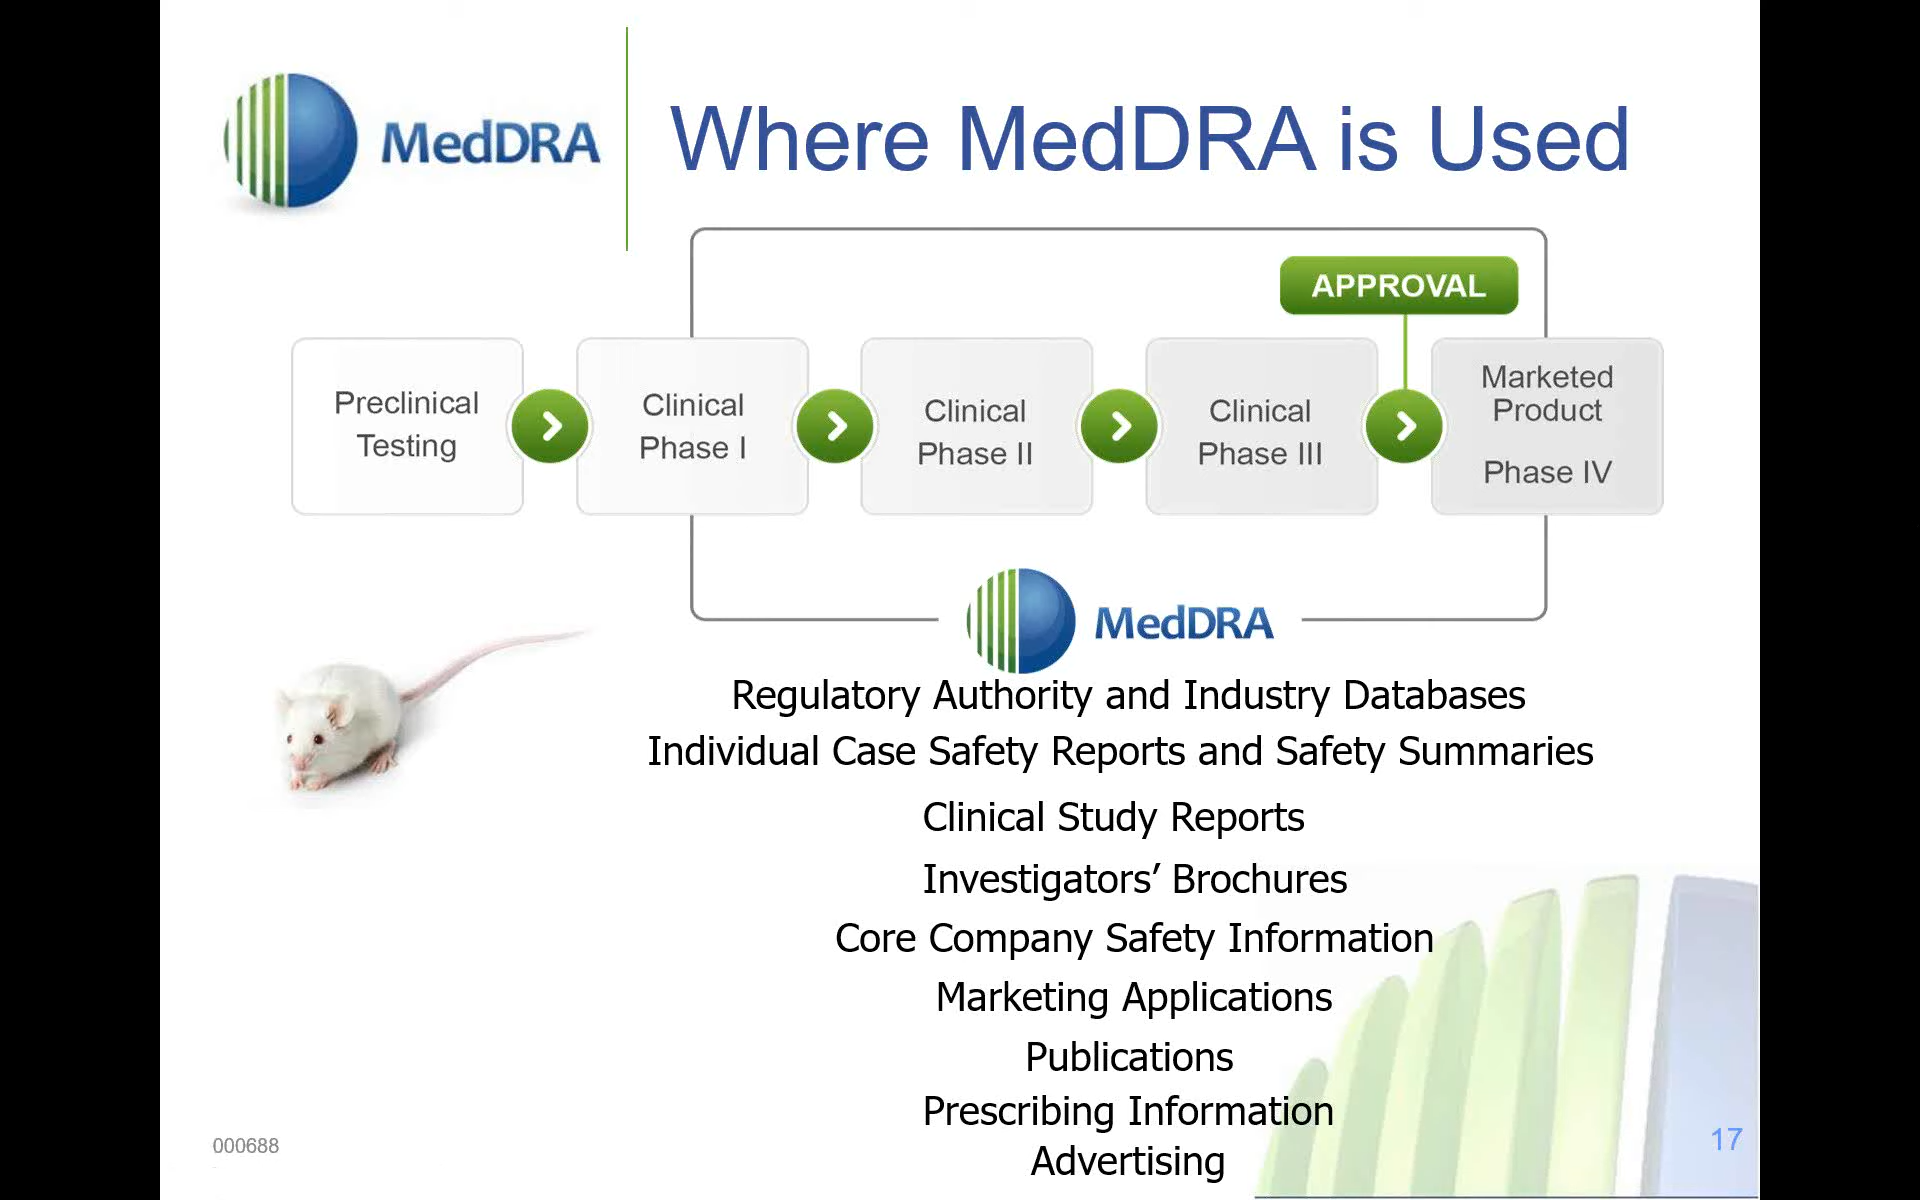 MedDRA
Where MedDRA is Used
APPROVAL
Preclinical
Testing
Clinical
Phase I
Clinical
Phase II
Clinical
Phase III
Marketed
Product
Phase IV
MedDRA
Regulatory Authority and Industry Databases
Individual Case Safety Reports and Safety Summaries
Clinical Study Reports
Investigators’ Brochures
Core Company Safety Information
Marketing Applications
Publications
Prescribing Information
Advertising
000688
17